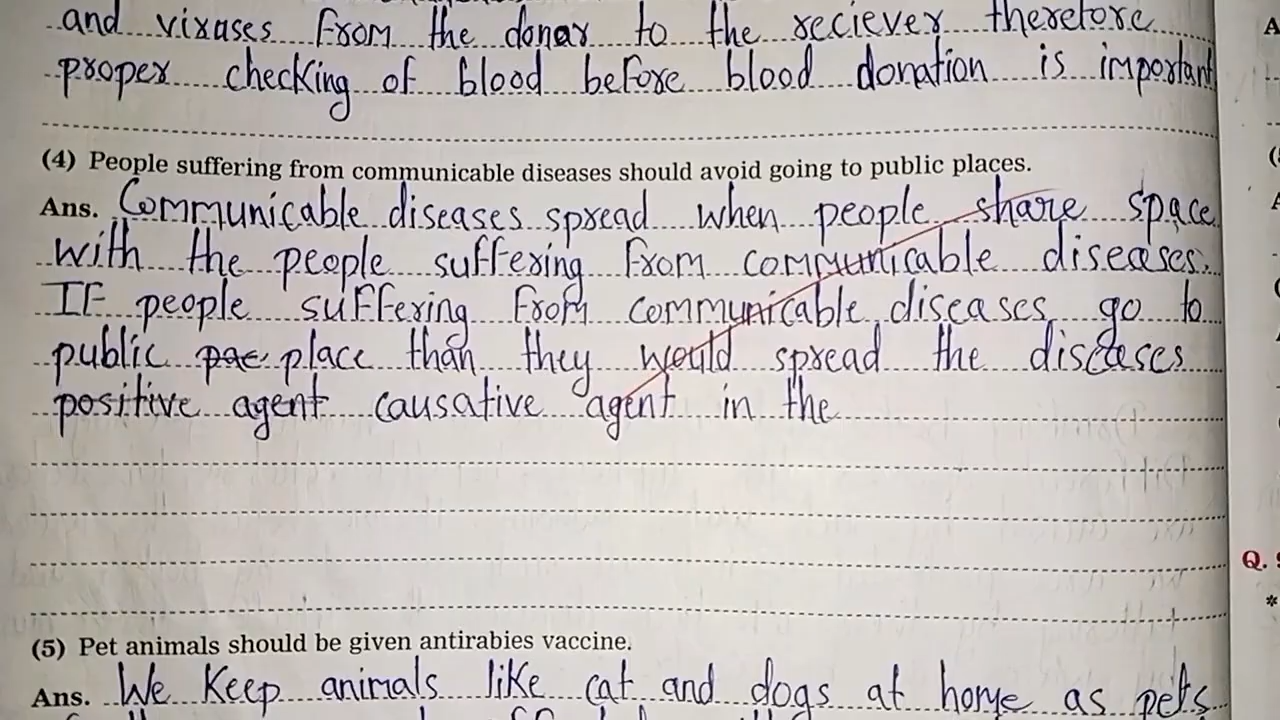 and viruses from the donar to the reciever therefore
proper checking of blood before blood donation is important
(4) People suffering from communicable diseases should avoid going to public places.
Ans. Communicable diseases spread when people share space
with the people suffering from communicable diseases.
If people suffering from communicable diseases go to
public pae place than they would spread the diseases
positive agent causative agent in the
(5) Pet animals should be given antirabies vaccine.
Q.
*
Ans. We Keep animals like cat and dogs at home as pets